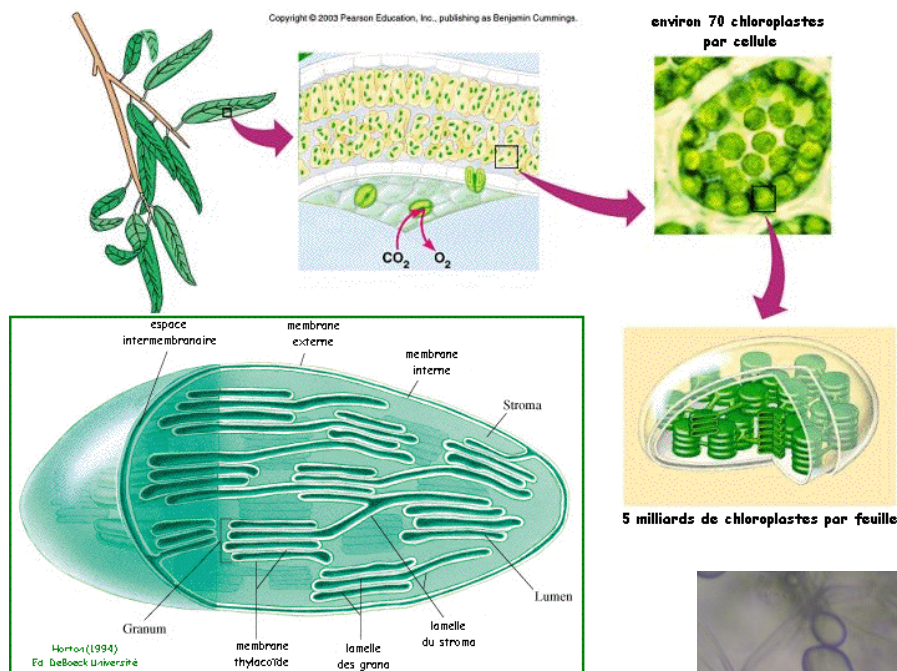 Copyright © 2003 Pearson Education, Inc., publishing as Benjamin Cummings.
environ 70 chloroplastes
par cellule
CO2
O2
espace
intermembranaire
membrane
externe
membrane
interne
Stroma
5 milliards de chloroplastes par feuille
Lumen
Granum
membrane
thylacoïde
lamelle
des grana
lamelle
du stroma
Horton (1994)
Ed. DeBoeck Université